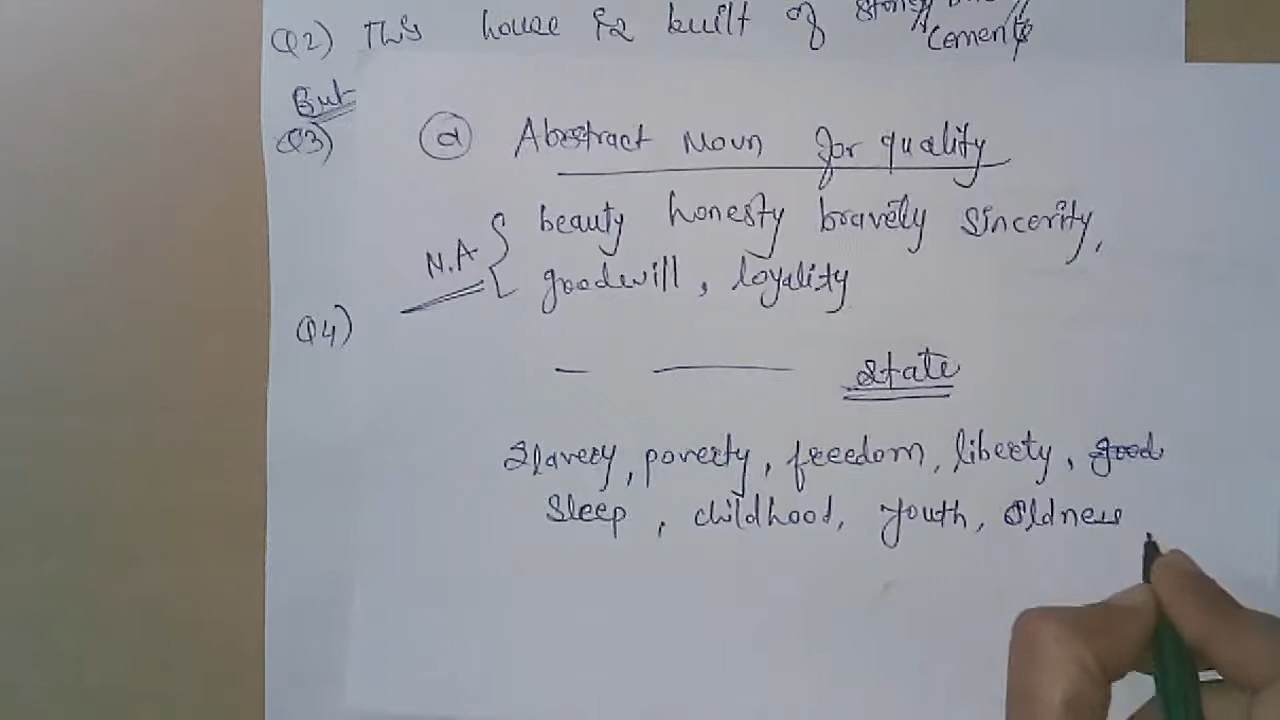 Q2) This house is built of stones
cements
But
Q3) a Abstract Noun for quality
beauty honesty bravely sincerity,
N.A
goodwill, loyality
Q4)
— —— state
Slavery, poverty, freedom, liberty, good
Sleep, childhood, youth, oldness